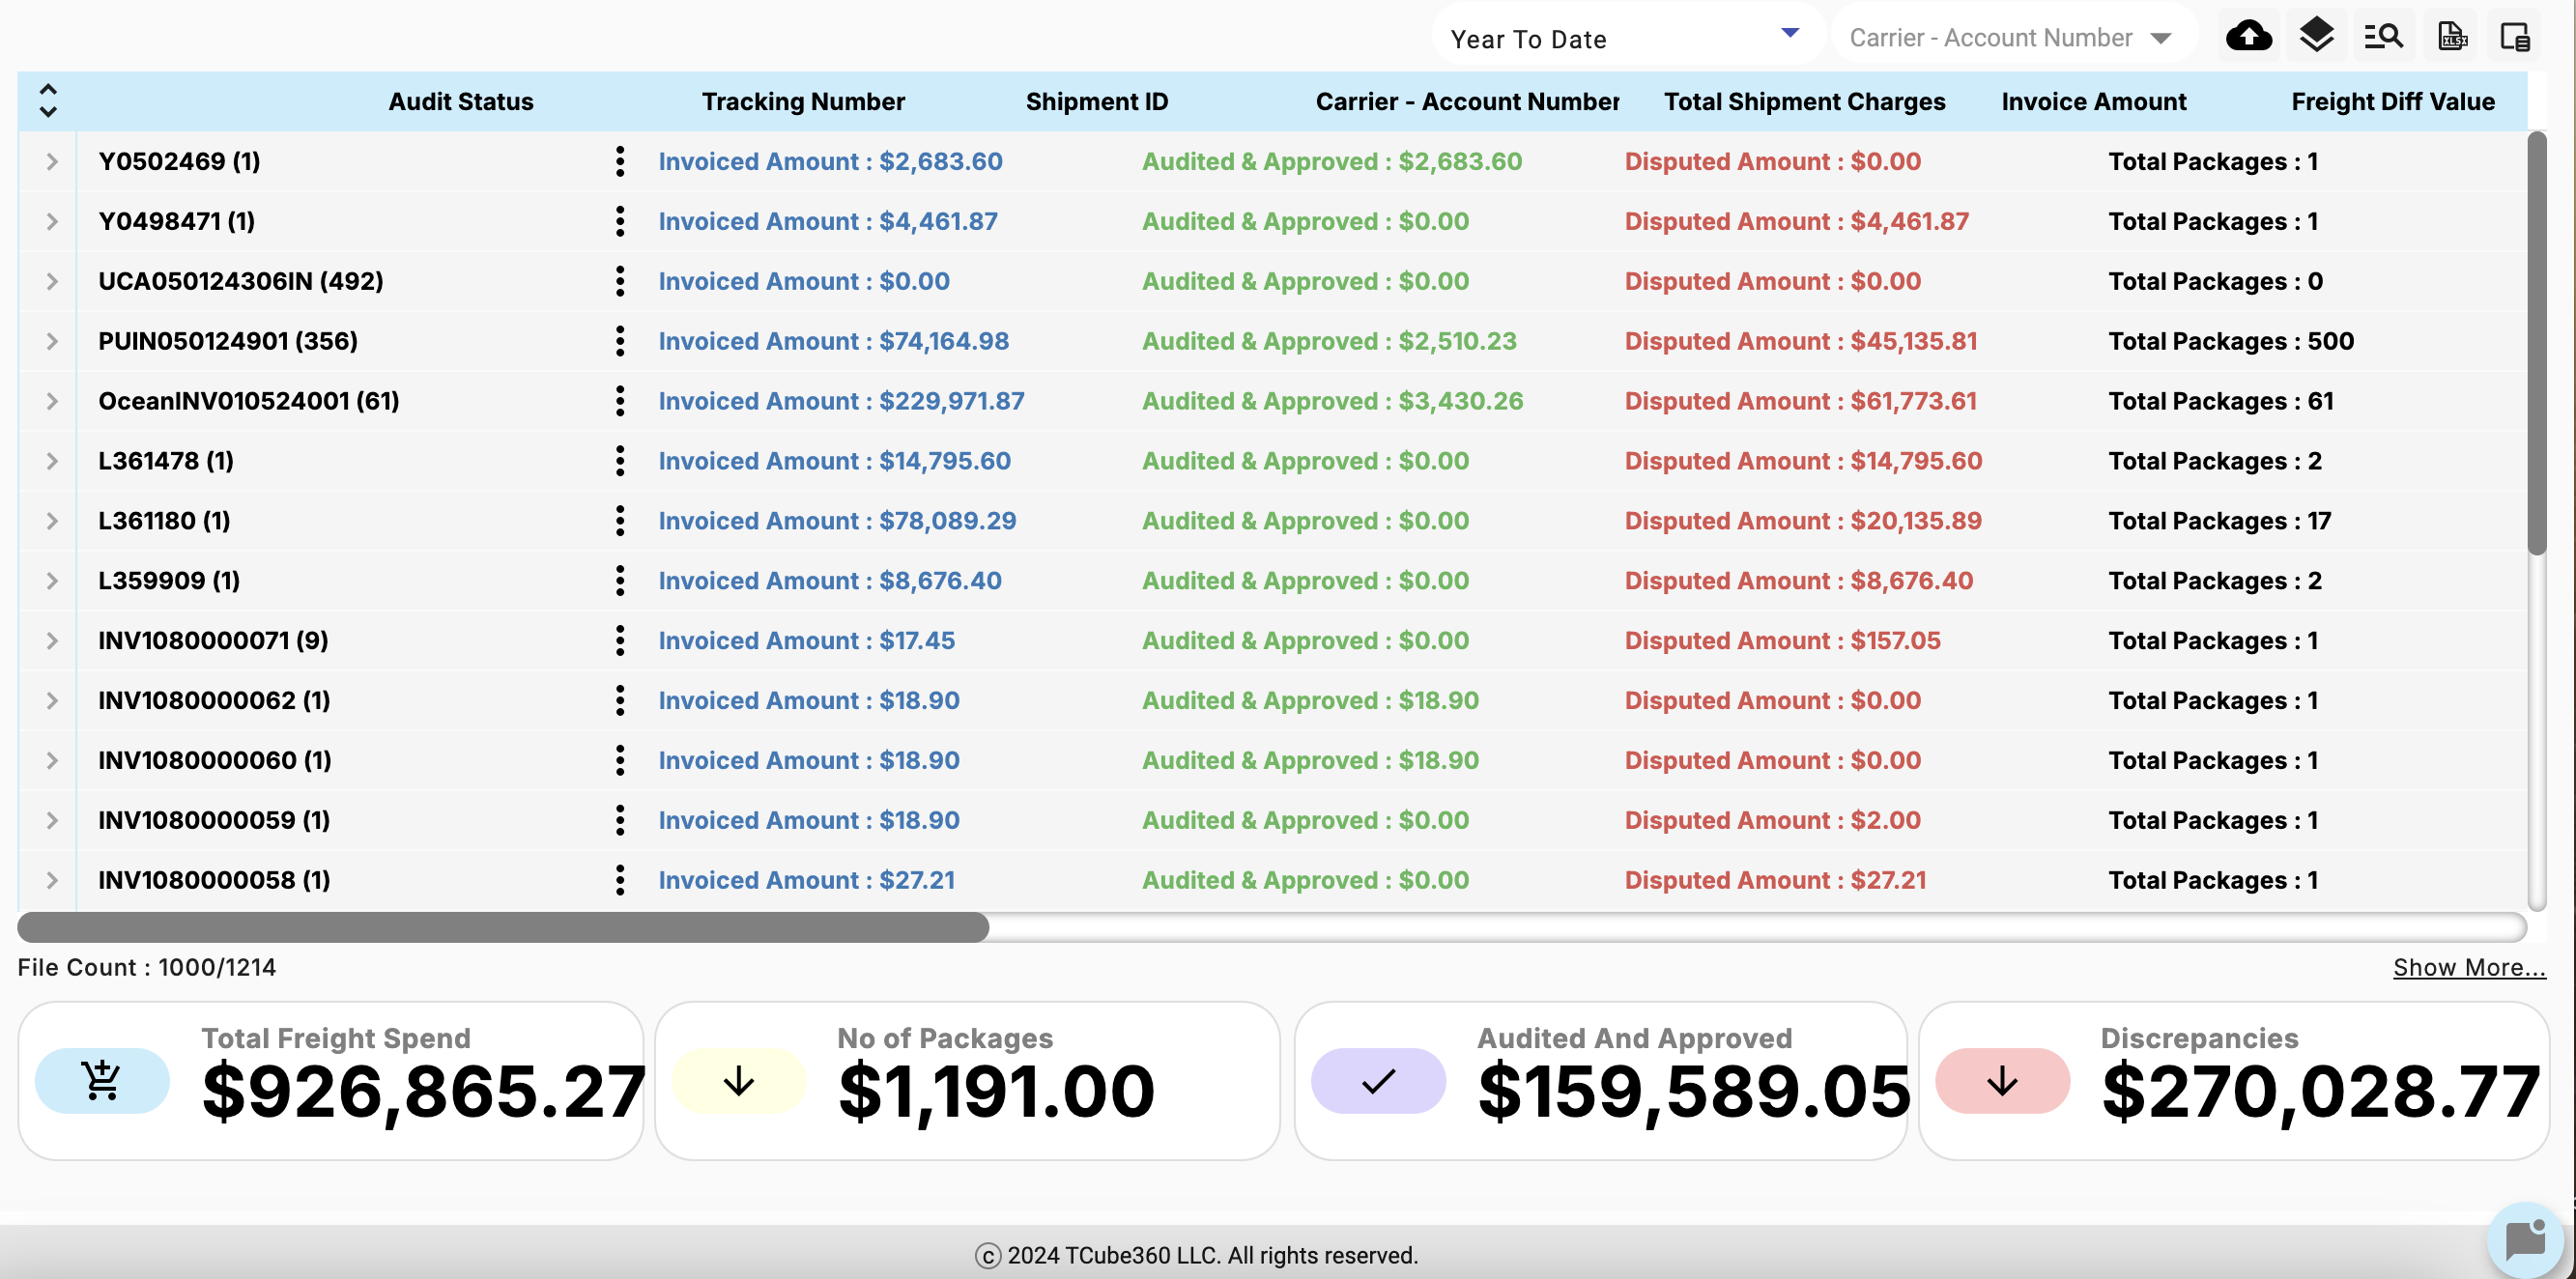 Year To Date Carrier - Account Number XLSX
Audit Status Tracking Number Shipment ID Carrier - Account Number Total Shipment Charges Invoice Amount Freight Diff Value
Y0502469 (1) Invoiced Amount : $2,683.60 Audited & Approved : $2,683.60 Disputed Amount : $0.00 Total Packages : 1
Y0498471 (1) Invoiced Amount : $4,461.87 Audited & Approved : $0.00 Disputed Amount : $4,461.87 Total Packages : 1
UCA050124306IN (492) Invoiced Amount : $0.00 Audited & Approved : $0.00 Disputed Amount : $0.00 Total Packages : 0
PUIN050124901 (356) Invoiced Amount : $74,164.98 Audited & Approved : $2,510.23 Disputed Amount : $45,135.81 Total Packages : 500
OceanINV010524001 (61) Invoiced Amount : $229,971.87 Audited & Approved : $3,430.26 Disputed Amount : $61,773.61 Total Packages : 61
L361478 (1) Invoiced Amount : $14,795.60 Audited & Approved : $0.00 Disputed Amount : $14,795.60 Total Packages : 2
L361180 (1) Invoiced Amount : $78,089.29 Audited & Approved : $0.00 Disputed Amount : $20,135.89 Total Packages : 17
L359909 (1) Invoiced Amount : $8,676.40 Audited & Approved : $0.00 Disputed Amount : $8,676.40 Total Packages : 2
INV1080000071 (9) Invoiced Amount : $17.45 Audited & Approved : $0.00 Disputed Amount : $157.05 Total Packages : 1
INV1080000062 (1) Invoiced Amount : $18.90 Audited & Approved : $18.90 Disputed Amount : $0.00 Total Packages : 1
INV1080000060 (1) Invoiced Amount : $18.90 Audited & Approved : $18.90 Disputed Amount : $0.00 Total Packages : 1
INV1080000059 (1) Invoiced Amount : $18.90 Audited & Approved : $0.00 Disputed Amount : $2.00 Total Packages : 1
INV1080000058 (1) Invoiced Amount : $27.21 Audited & Approved : $0.00 Disputed Amount : $27.21 Total Packages : 1
File Count : 1000/1214 Show More...
Total Freight Spend No of Packages Audited And Approved Discrepancies
$926,865.27 $1,191.00 $159,589.05 $270,028.77
© 2024 TCube360 LLC. All rights reserved.